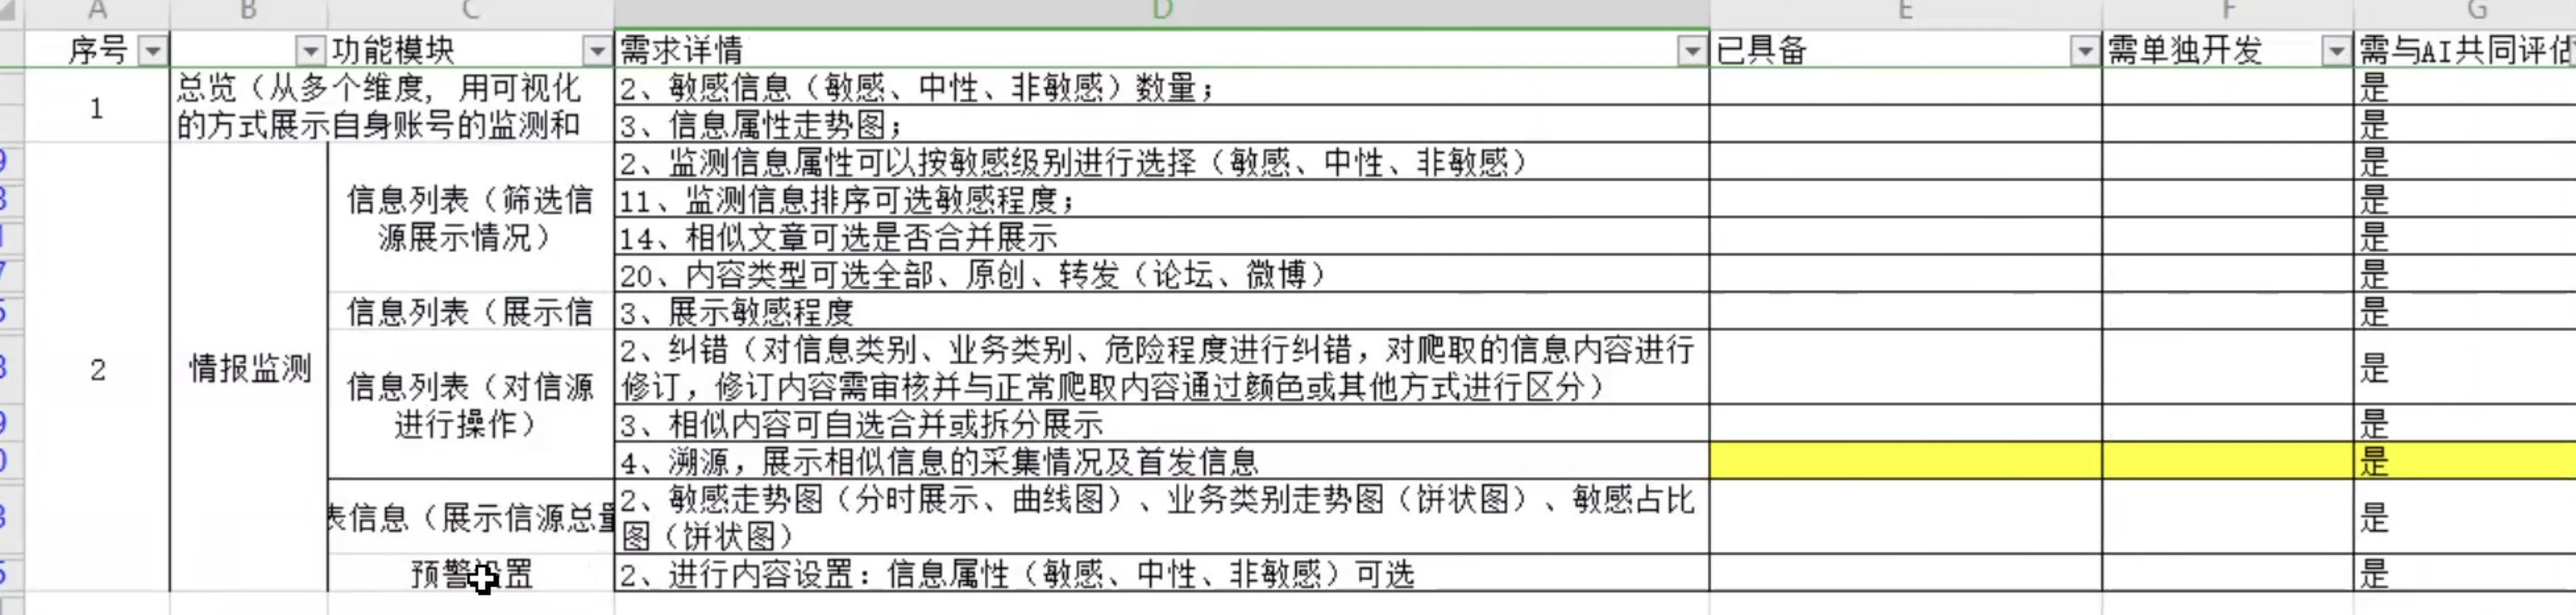 A B C D E F G
序号 功能模块 需求详情 已具备 需单独开发 需与AI共同评估
1
总览（从多个维度，用可视化
的方式展示自身账号的监测和
2、敏感信息（敏感、中性、非敏感）数量； 是
3、信息属性走势图； 是
2
情报监测
信息列表（筛选信
源展示情况）
2、监测信息属性可以按敏感级别进行选择（敏感、中性、非敏感） 是
11、监测信息排序可选敏感程度； 是
14、相似文章可选是否合并展示 是
20、内容类型可选全部、原创、转发（论坛、微博） 是
信息列表（展示信 3、展示敏感程度 是
信息列表（对信源
进行操作）
2、纠错（对信息类别、业务类别、危险程度进行纠错，对爬取的信息内容进行
修订，修订内容需审核并与正常爬取内容通过颜色或其他方式进行区分） 是
3、相似内容可自选合并或拆分展示 是
4、溯源，展示相似信息的采集情况及首发信息 是
表信息（展示信源总量
2、敏感走势图（分时展示、曲线图）、业务类别走势图（饼状图）、敏感占比
图（饼状图） 是
预警设置 2、进行内容设置：信息属性（敏感、中性、非敏感）可选 是